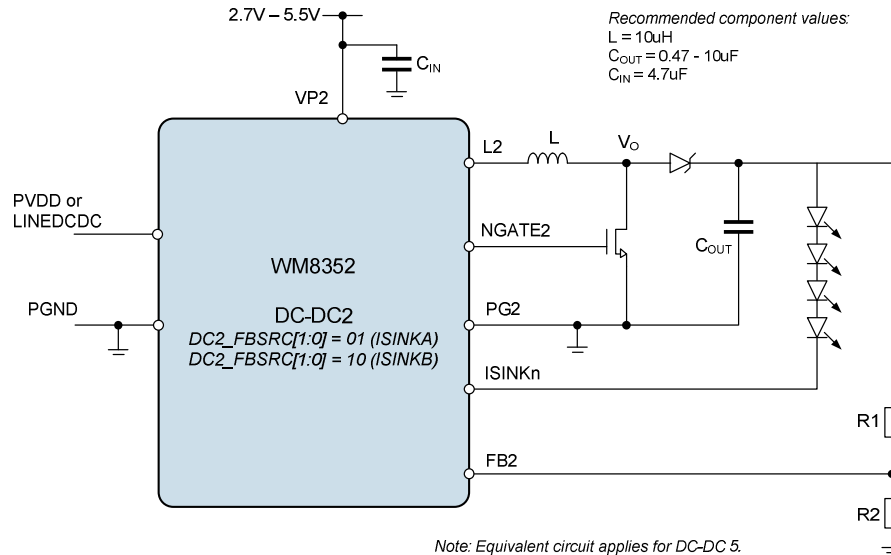 2.7V – 5.5V
Recommended component values:
L = 10uH
COUT = 0.47 - 10uF
CIN = 4.7uF
CIN
VP2
L2
L
VO
PVDD or
LINEDCDC
NGATE2
COUT
WM8352
PGND
DC-DC2
PG2
DC2_FBSRC[1:0] = 01 (ISINKA)
DC2_FBSRC[1:0] = 10 (ISINKB)
ISINKn
R1
FB2
R2
Note: Equivalent circuit applies for DC-DC 5.